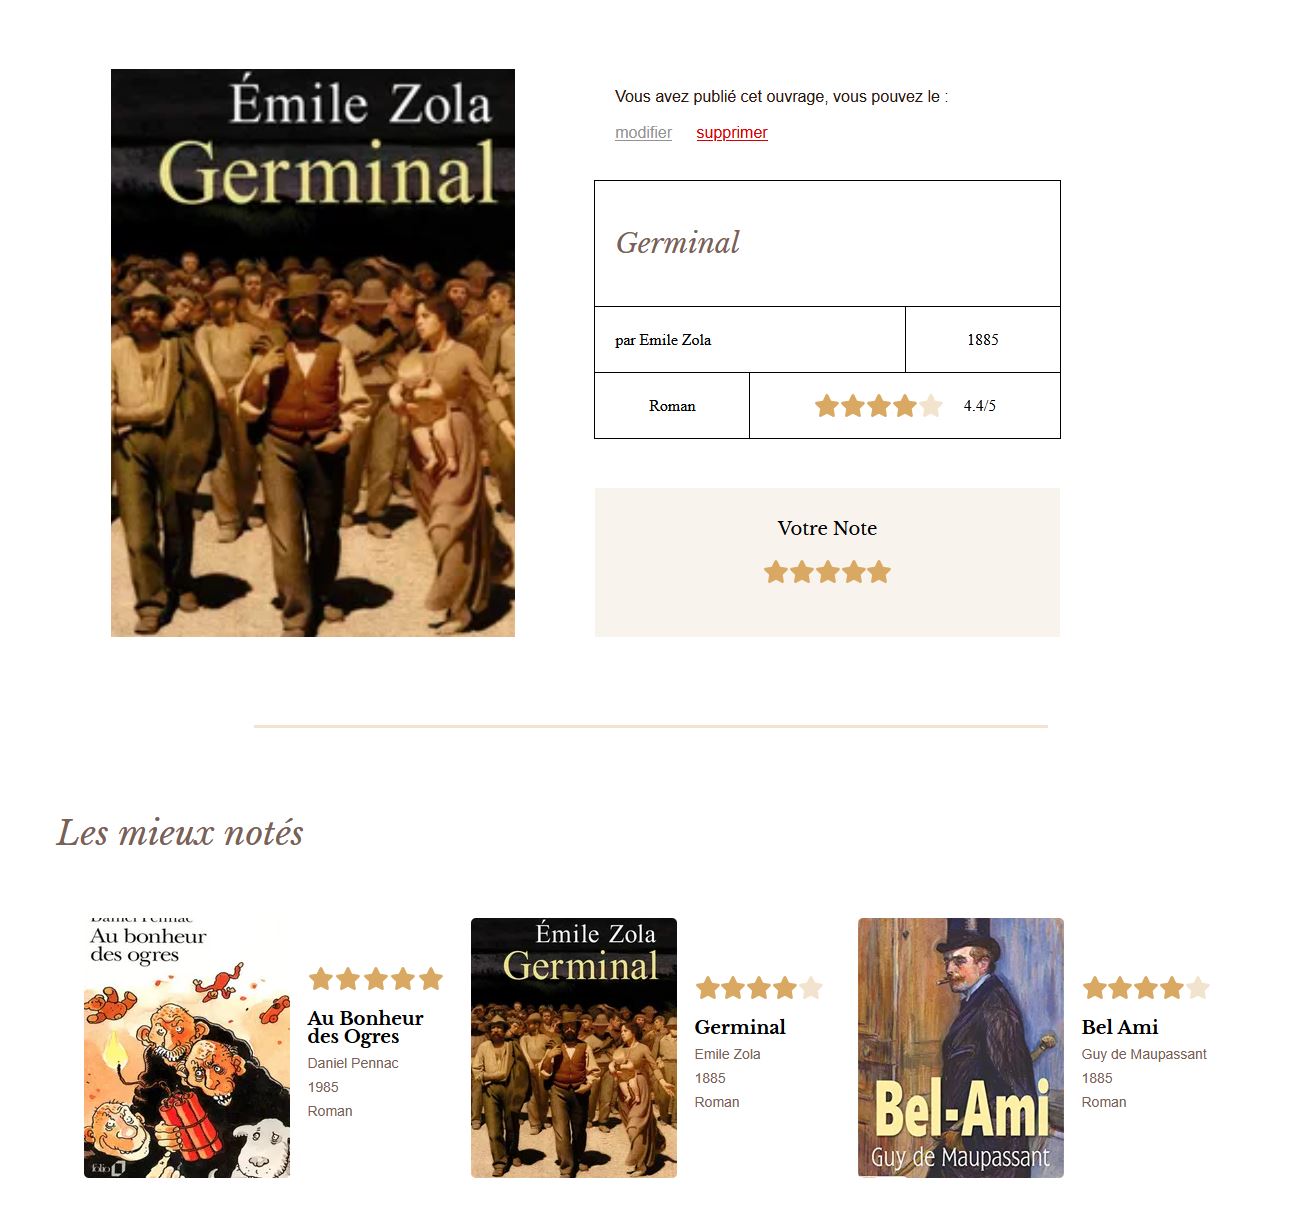 Émile Zola
Germinal
Vous avez publié cet ouvrage, vous pouvez le :
modifier supprimer
Germinal
par Emile Zola 1885
Roman 4.4/5
Votre Note
Les mieux notés
Daniel Pennac
Au bonheur
des ogres
folio
Au Bonheur
des Ogres
Daniel Pennac
1985
Roman
Émile Zola
Germinal
Germinal
Emile Zola
1885
Roman
Bel-Ami
Guy de Maupassant
Bel Ami
Guy de Maupassant
1885
Roman